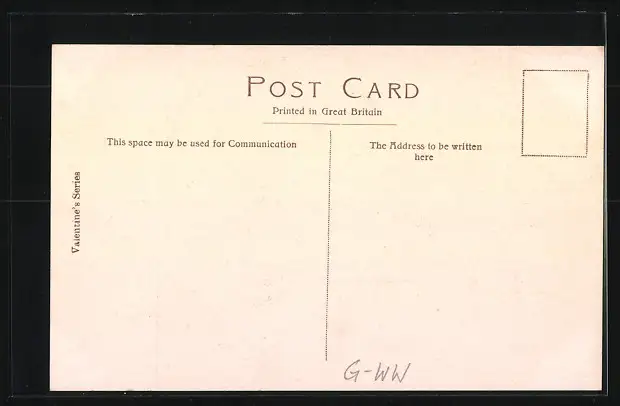 POST CARD
Printed in Great Britain
This space may be used for Communication
The Address to be written
here
Valentine's Series
G-WW